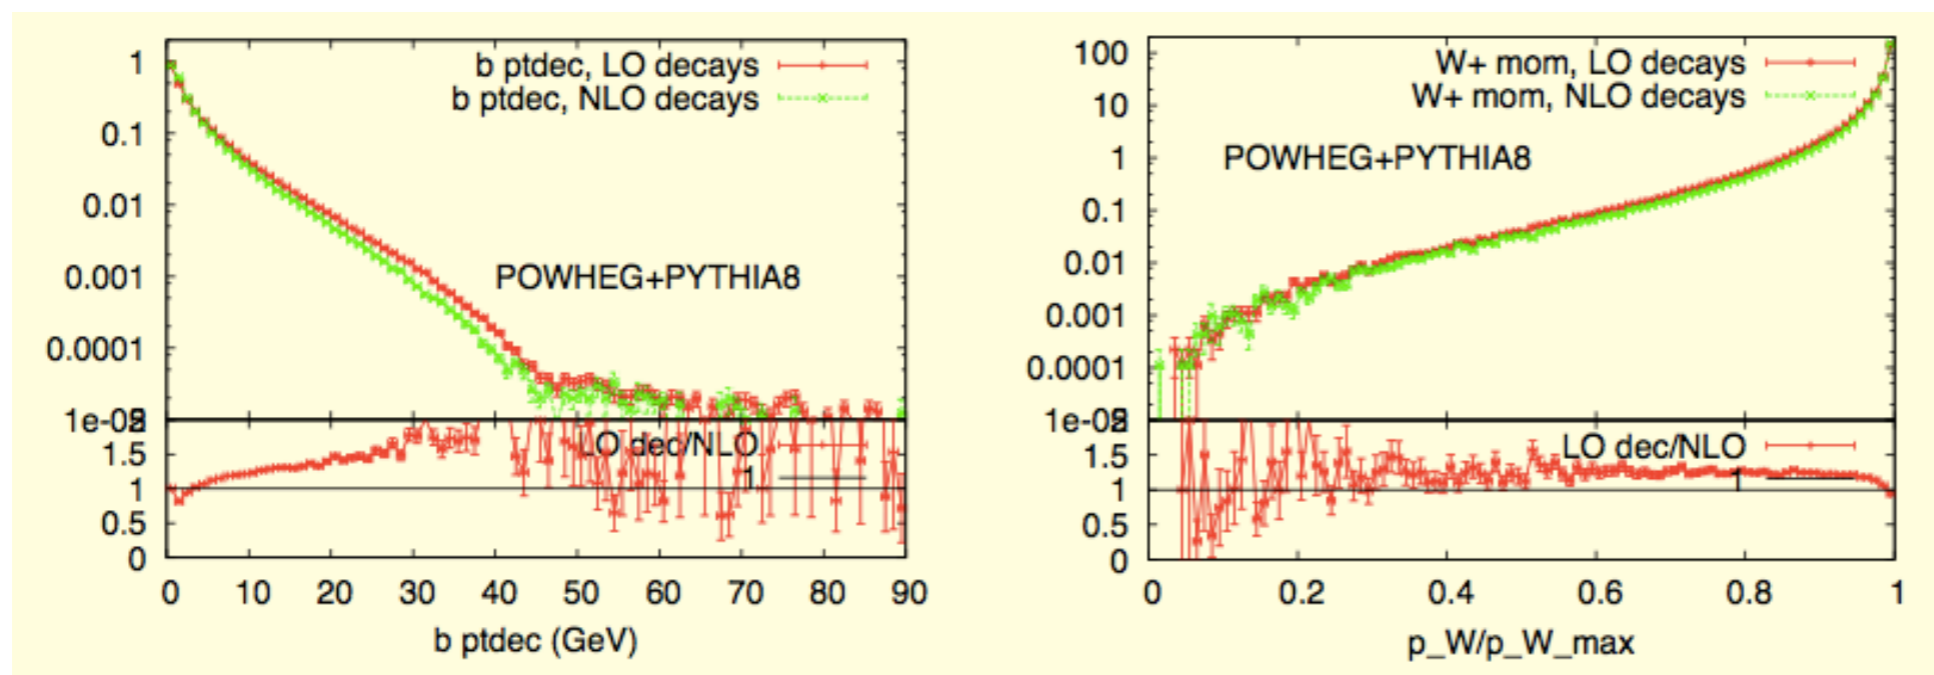 1
0.1
0.01
0.001
0.0001
1e-05
b ptdec, LO decays
b ptdec, NLO decays
POWHEG+PYTHIA8
2
1.5
1
0.5
0
LO dec/NLO
1
0 10 20 30 40 50 60 70 80 90
b ptdec (GeV)
100
10
1
0.1
0.01
0.001
0.0001
1e-05
W+ mom, LO decays
W+ mom, NLO decays
POWHEG+PYTHIA8
2
1.5
1
0.5
0
LO dec/NLO
1
0 0.2 0.4 0.6 0.8 1
p_W/p_W_max